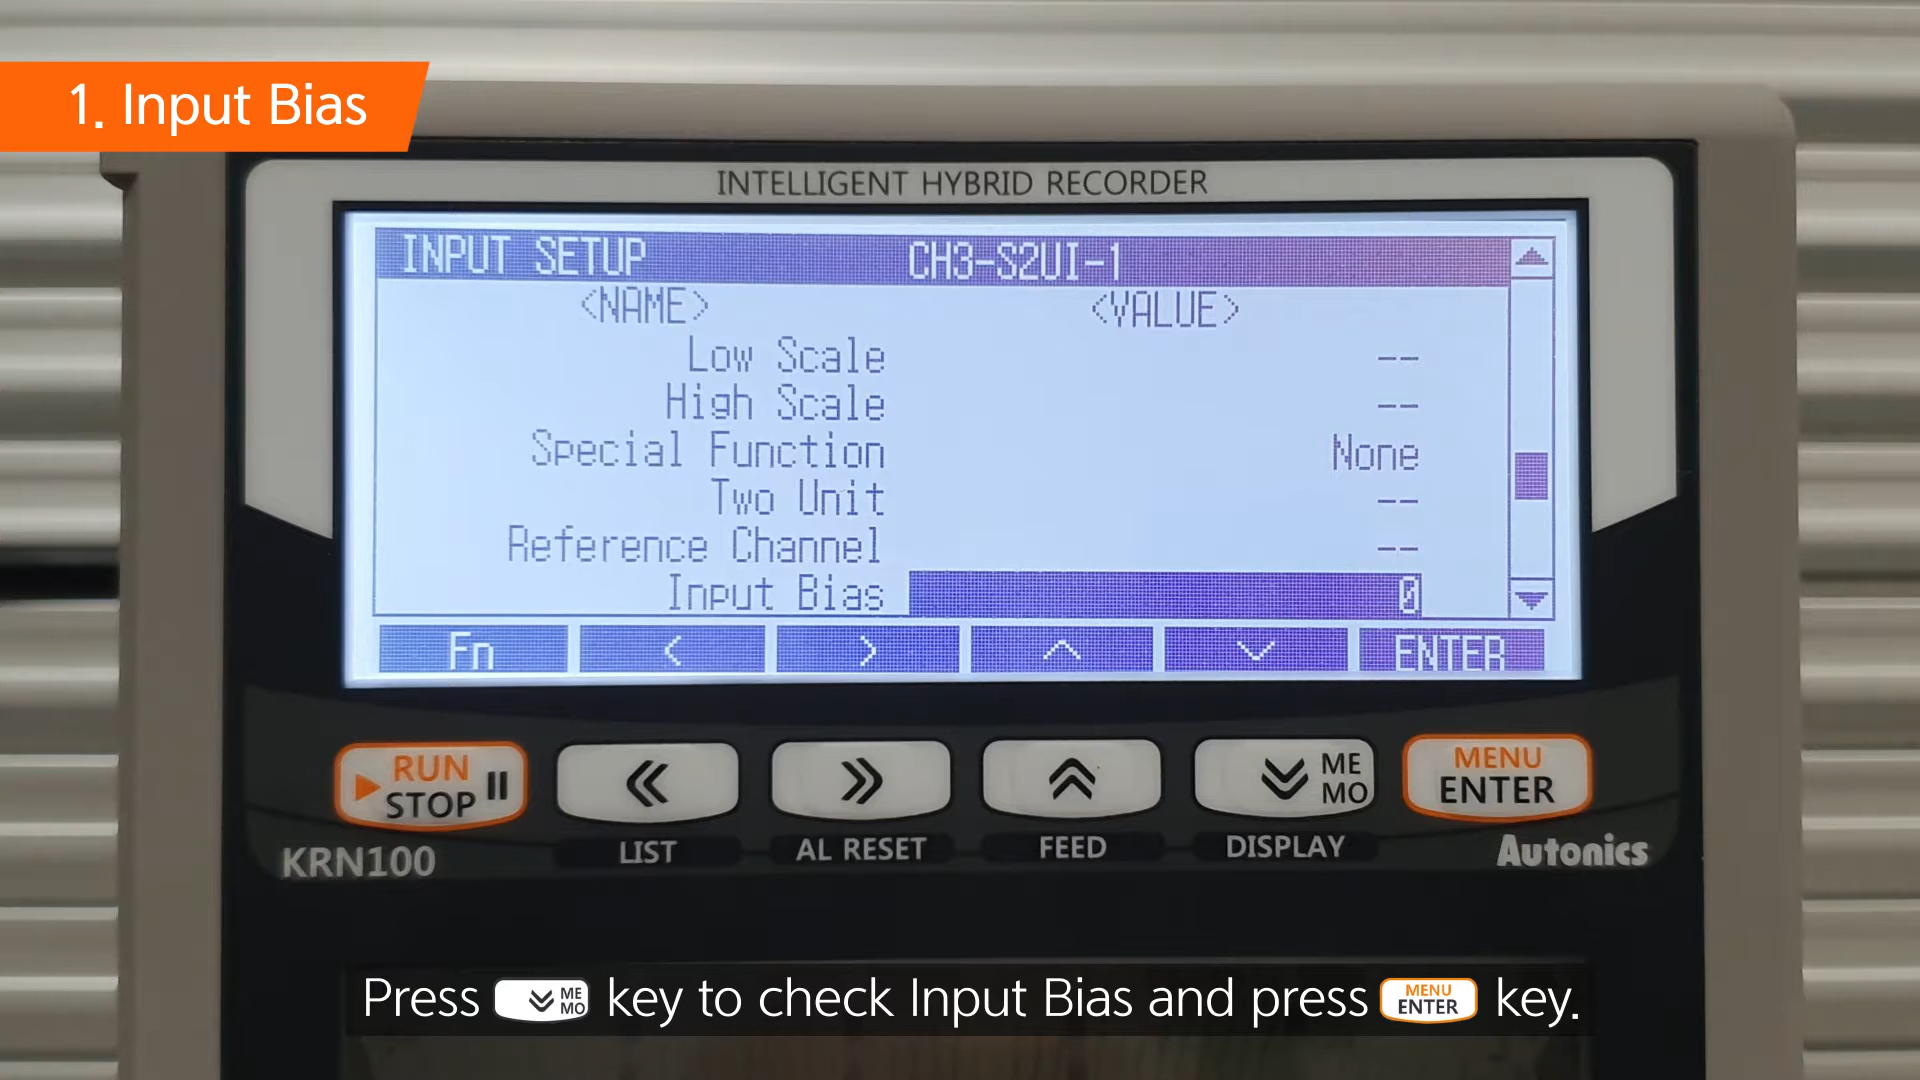 1. Input Bias
INTELLIGENT HYBRID RECORDER
INPUT SETUP CH3-S2UI-1
<NAME> <VALUE>
Low Scale --
High Scale --
Special Function None
Two Unit --
Reference Channel --
Input Bias 0
Fn < > ^ ﹀ ENTER
RUN STOP
ME MO
MENU ENTER
LIST AL RESET FEED DISPLAY
KRN100 Autonics
Press ME MO key to check Input Bias and press MENU ENTER key.